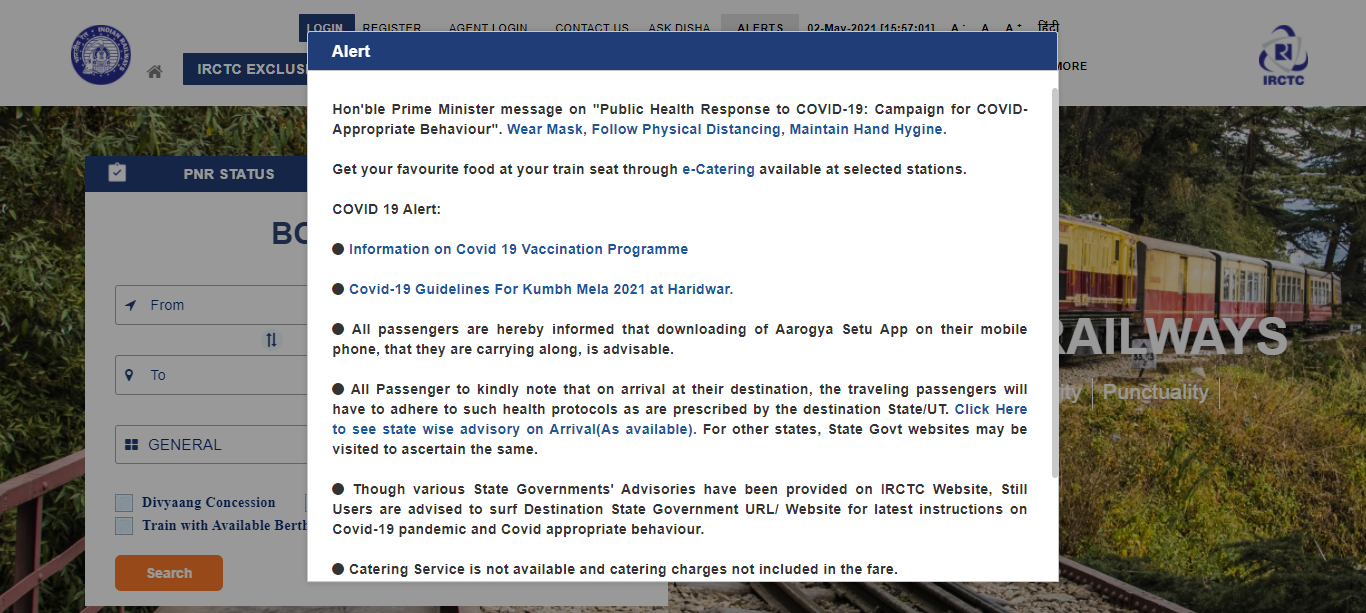 LOGIN REGISTER AGENT LOGIN CONTACT US ASK DISHA ALERTS 02-May-2021 [15:57:01] A - A A + हिंदी
INDIAN RAILWAYS
IRCTC
MORE
Alert
Hon'ble Prime Minister message on "Public Health Response to COVID-19: Campaign for COVID-
Appropriate Behaviour". Wear Mask, Follow Physical Distancing, Maintain Hand Hygine.
Get your favourite food at your train seat through e-Catering available at selected stations.
COVID 19 Alert:
● Information on Covid 19 Vaccination Programme
● Covid-19 Guidelines For Kumbh Mela 2021 at Haridwar.
● All passengers are hereby informed that downloading of Aarogya Setu App on their mobile
phone, that they are carrying along, is advisable.
● All Passenger to kindly note that on arrival at their destination, the traveling passengers will
have to adhere to such health protocols as are prescribed by the destination State/UT. Click Here
to see state wise advisory on Arrival(As available). For other states, State Govt websites may be
visited to ascertain the same.
● Though various State Governments' Advisories have been provided on IRCTC Website, Still
Users are advised to surf Destination State Government URL/ Website for latest instructions on
Covid-19 pandemic and Covid appropriate behaviour.
● Catering Service is not available and catering charges not included in the fare.
IRCTC EXCLUSI
PNR STATUS
BO
From
To
GENERAL
Divyaang Concession
Train with Available Berth
Search
RAILWAYS
ity | Punctuality |